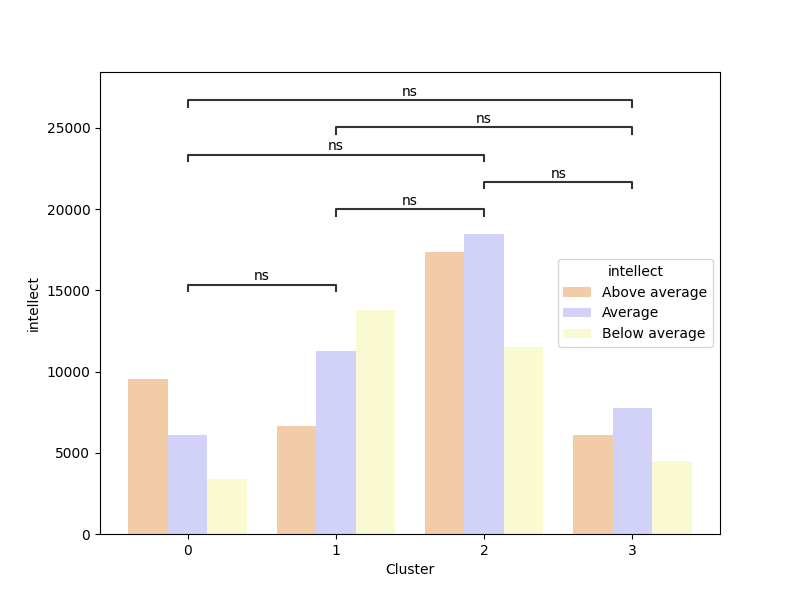 ns
ns
ns
ns
ns
ns
25000
20000
15000
10000
5000
0
intellect
intellect
Above average
Average
Below average
0 1 2 3
Cluster